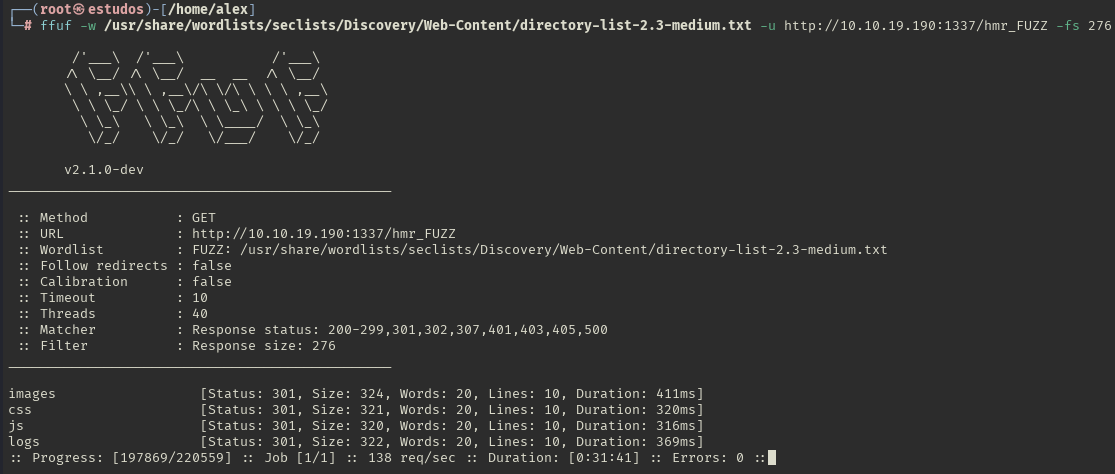 ┌──(root㉿estudos)-[/home/alex]
└─# ffuf -w /usr/share/wordlists/seclists/Discovery/Web-Content/directory-list-2.3-medium.txt -u http://10.10.19.190:1337/hmr_FUZZ -fs 276
v2.1.0-dev
:: Method : GET
:: URL : http://10.10.19.190:1337/hmr_FUZZ
:: Wordlist : FUZZ: /usr/share/wordlists/seclists/Discovery/Web-Content/directory-list-2.3-medium.txt
:: Follow redirects : false
:: Calibration : false
:: Timeout : 10
:: Threads : 40
:: Matcher : Response status: 200-299,301,302,307,401,403,405,500
:: Filter : Response size: 276
images [Status: 301, Size: 324, Words: 20, Lines: 10, Duration: 411ms]
css [Status: 301, Size: 321, Words: 20, Lines: 10, Duration: 320ms]
js [Status: 301, Size: 320, Words: 20, Lines: 10, Duration: 316ms]
logs [Status: 301, Size: 322, Words: 20, Lines: 10, Duration: 369ms]
:: Progress: [197869/220559] :: Job [1/1] :: 138 req/sec :: Duration: [0:31:41] :: Errors: 0 ::